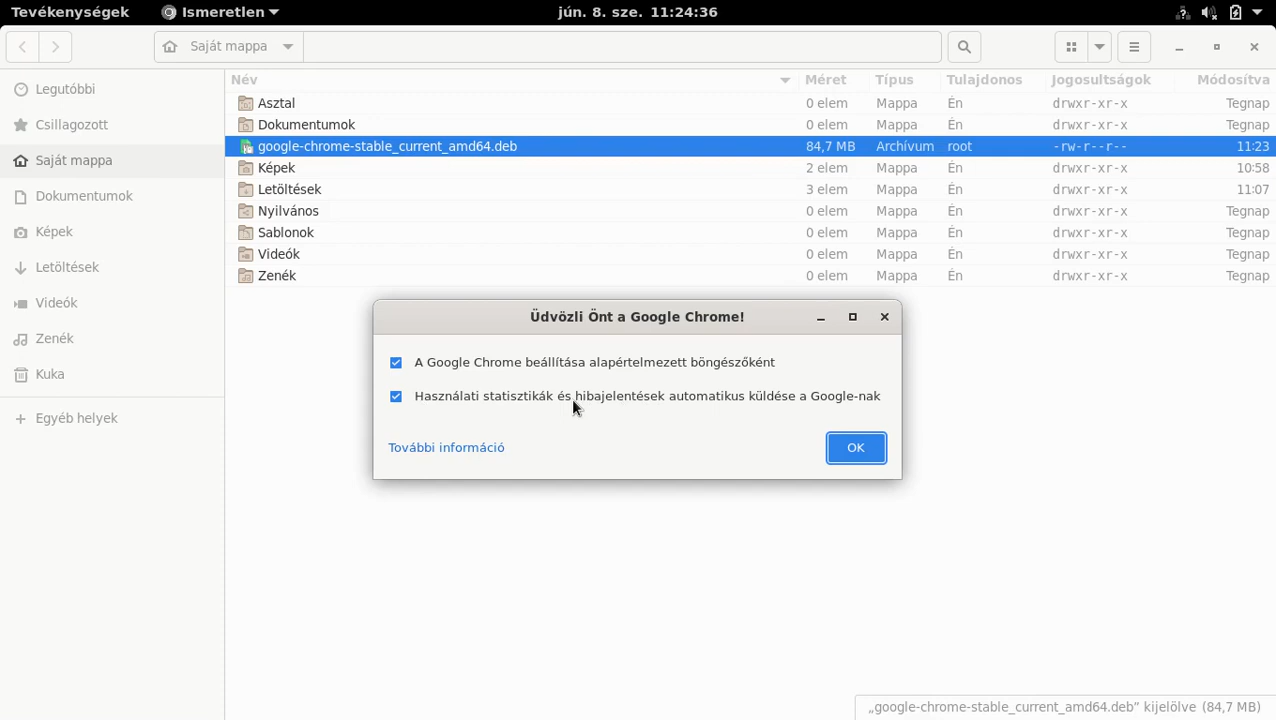 Tevékenységek Ismeretlen jún. 8. sze. 11:24:36
Saját mappa
Név Méret Típus Tulajdonos Jogosultságok Módosítva
Legutóbbi
Csillagozott
Saját mappa
Dokumentumok
Képek
Letöltések
Videók
Zenék
Kuka
Egyéb helyek
Asztal 0 elem Mappa Én drwxr-xr-x Tegnap
Dokumentumok 0 elem Mappa Én drwxr-xr-x Tegnap
google-chrome-stable_current_amd64.deb 84,7 MB Archívum root -rw-r--r-- 11:23
Képek 2 elem Mappa Én drwxr-xr-x 10:58
Letöltések 3 elem Mappa Én drwxr-xr-x 11:07
Nyilvános 0 elem Mappa Én drwxr-xr-x Tegnap
Sablonok 0 elem Mappa Én drwxr-xr-x Tegnap
Videók 0 elem Mappa Én drwxr-xr-x Tegnap
Zenék 0 elem Mappa Én drwxr-xr-x Tegnap
Üdvözli Önt a Google Chrome!
A Google Chrome beállítása alapértelmezett böngészőként
Használati statisztikák és hibajelentések automatikus küldése a Google-nak
További információ OK
„google-chrome-stable_current_amd64.deb” kijelölve (84,7 MB)